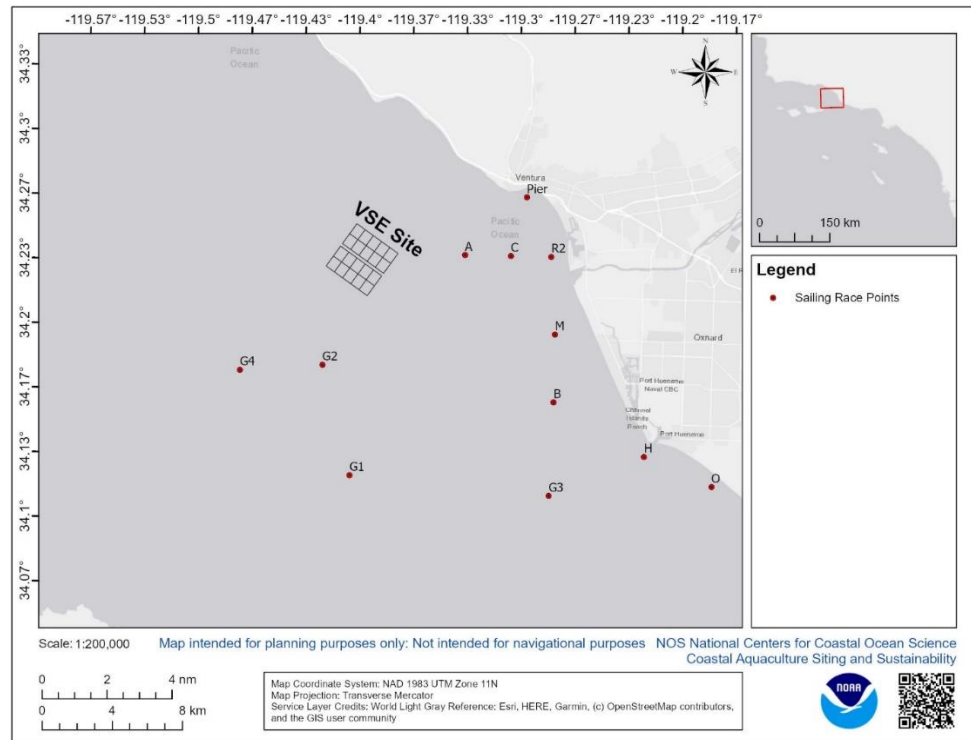 -119.57° -119.53° -119.5° -119.47° -119.43° -119.4° -119.33° -119.3° -119.27° -119.23° -119.2° -119.17°
34.33°
34.3°
34.27°
34.23°
34.2°
34.17°
34.13°
34.1°
34.07°
Pacific
Ocean
N
W E
S
Ventura
Pier
Pacific
Ocean
VSE Site
A
C
R2
El R
M
Oxnard
G4
G2
Port Hueneme
Naval CBC
B
Channel
Islands
Beach
Port Hueneme
H
G1
G3
O
0 150 km
Legend
Sailing Race Points
Scale: 1:200,000
Map intended for planning purposes only: Not intended for navigational purposes
NOS National Centers for Coastal Ocean Science
Coastal Aquaculture Siting and Sustainability
0 2 4 nm
0 4 8 km
Map Coordinate System: NAD 1983 UTM Zone 11N
Map Projection: Transverse Mercator
Service Layer Credits: World Light Gray Reference: Esri, HERE, Garmin, (c) OpenStreetMap contributors,
and the GIS user community
NOAA